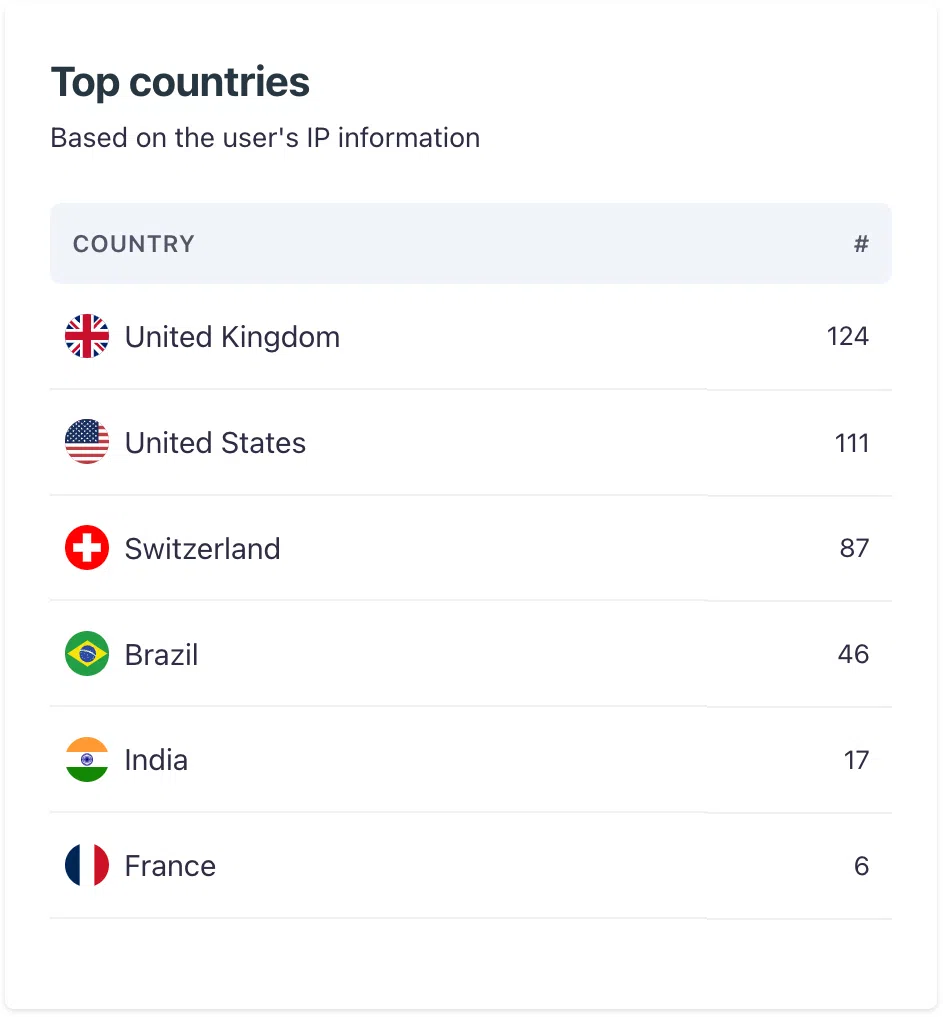 Top countries
Based on the user's IP information
COUNTRY #
United Kingdom 124
United States 111
Switzerland 87
Brazil 46
India 17
France 6